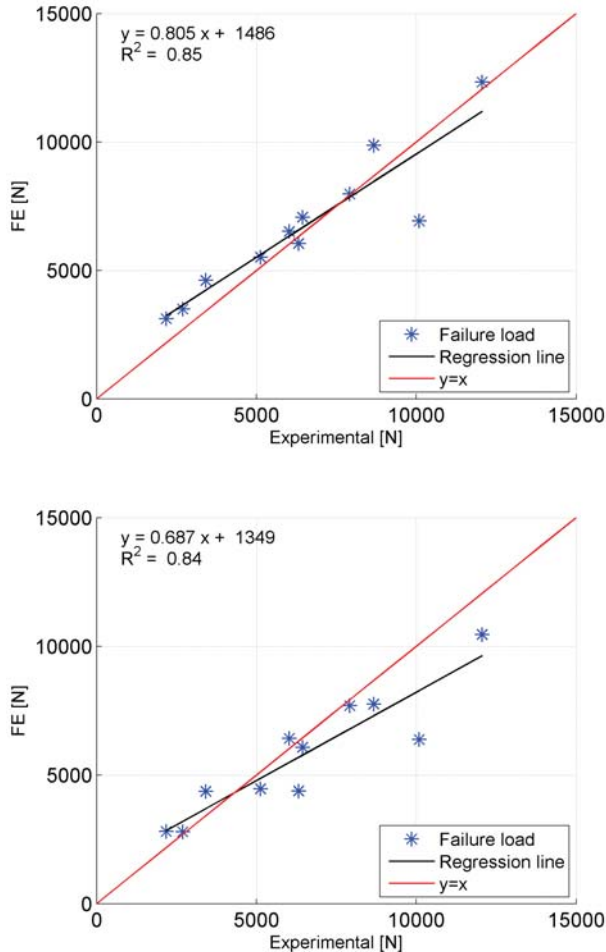 15000
y = 0.805 x + 1486
R2 = 0.85
10000
FE [N]
5000
Failure load
Regression line
y=x
0
0 5000 10000 15000
Experimental [N]
15000
y = 0.687 x + 1349
R2 = 0.84
10000
FE [N]
5000
Failure load
Regression line
y=x
0
0 5000 10000 15000
Experimental [N]